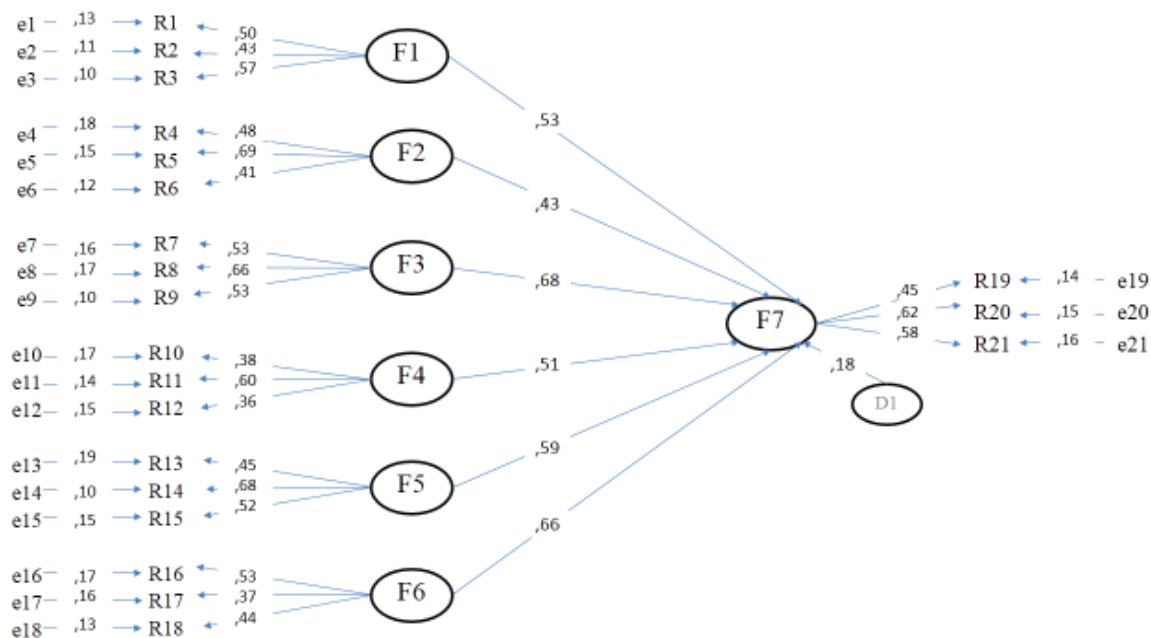 e1 ,13 R1 ,50
e2 ,11 R2 ,43 F1
e3 ,10 R3 ,57
,53
e4 ,18 R4 ,48
e5 ,15 R5 ,69 F2
e6 ,12 R6 ,41
,43
e7 ,16 R7 ,53
e8 ,17 R8 ,66 F3
e9 ,10 R9 ,53
,68
F7
,45 R19 ,14 e19
,62 R20 ,15 e20
,58 R21 ,16 e21
e10 ,17 R10 ,38
e11 ,14 R11 ,60 F4
e12 ,15 R12 ,36
,51
,18
D1
e13 ,19 R13 ,45
e14 ,10 R14 ,68 F5
e15 ,15 R15 ,52
,59
e16 ,17 R16 ,53
e17 ,16 R17 ,37 F6
e18 ,13 R18 ,44
,66